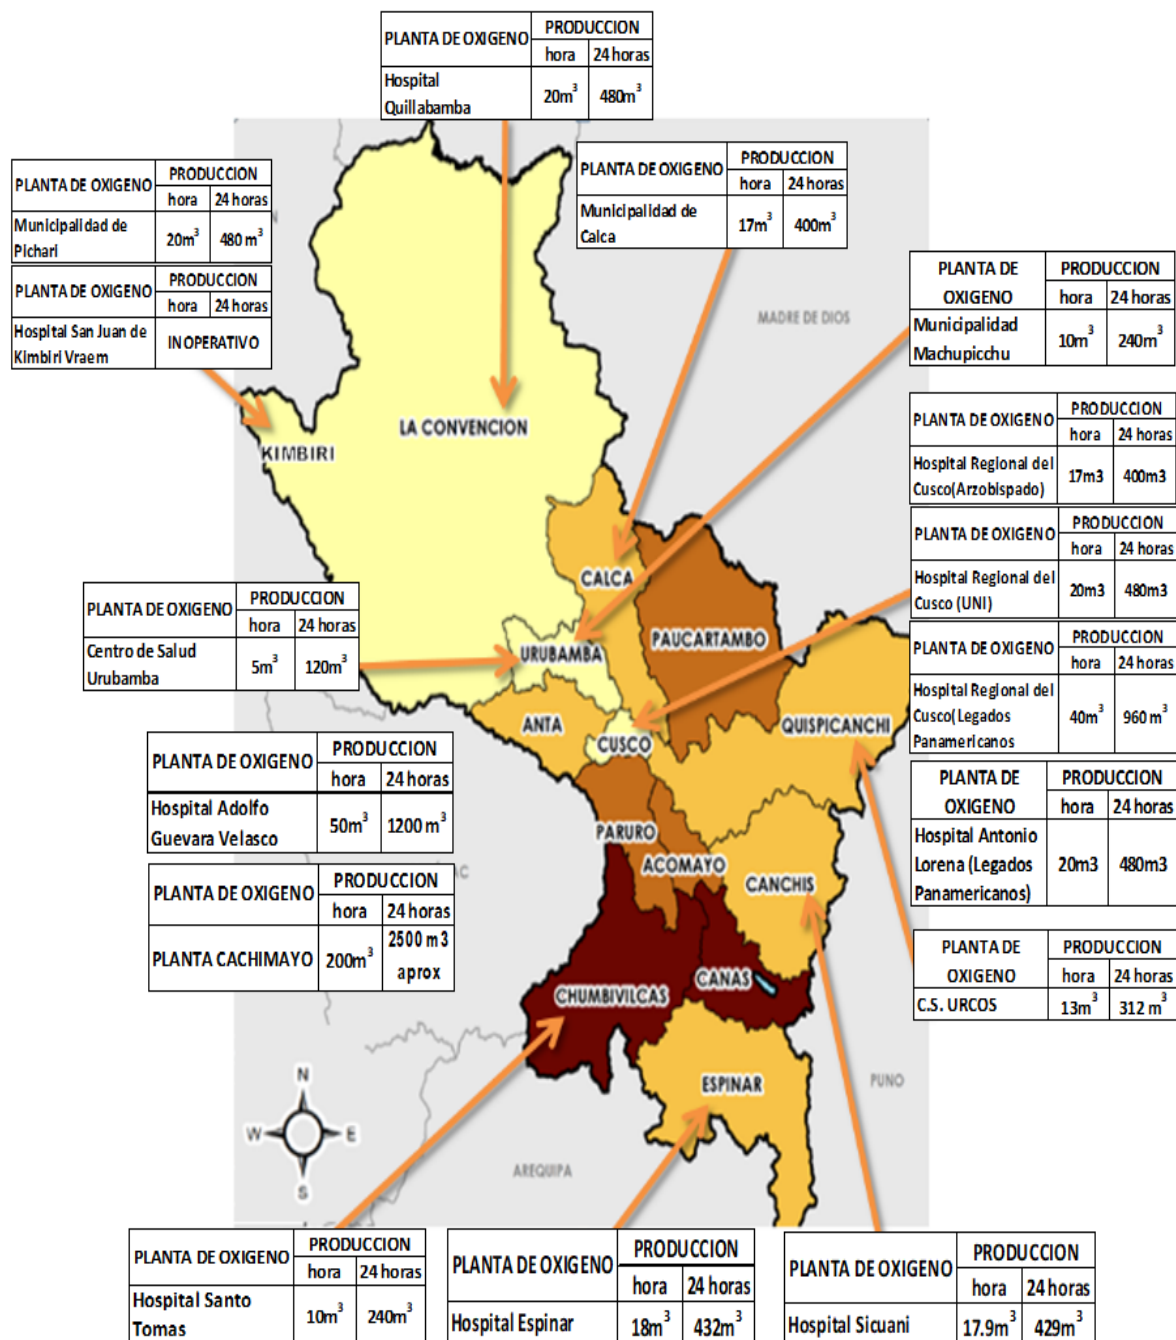 PLANTA DE OXIGENO PRODUCCION
hora 24 horas
Hospital
Quillabamba
20m³ 480m³
PLANTA DE OXIGENO PRODUCCION
hora 24 horas
Municipalidad de
Calca
17m³ 400m³
PLANTA DE OXIGENO PRODUCCION
hora 24 horas
Municipalidad de
Pichari
20m³ 480 m³
PLANTA DE OXIGENO PRODUCCION
hora 24 horas
Hospital San Juan de
Kimbiri Vraem
INOPERATIVO
PLANTA DE
OXIGENO
PRODUCCION
hora 24 horas
Municipalidad
Machupicchu
10m³ 240m³
PLANTA DE OXIGENO PRODUCCION
hora 24 horas
Hospital Regional del
Cusco(Arzobispado)
17m3 400m3
PLANTA DE OXIGENO PRODUCCION
hora 24 horas
Hospital Regional del
Cusco (UNI)
20m3 480m3
PLANTA DE OXIGENO PRODUCCION
hora 24 horas
Hospital Regional del
Cusco(Legados
Panamericanos
40m³ 960 m³
PLANTA DE
OXIGENO
PRODUCCION
hora 24 horas
Hospital Antonio
Lorena (Legados
Panamericanos)
20m3 480m3
PLANTA DE
OXIGENO
PRODUCCION
hora 24 horas
C.S. URCOS 13m³ 312 m³
PLANTA DE OXIGENO PRODUCCION
hora 24 horas
Centro de Salud
Urubamba
5m³ 120m³
PLANTA DE OXIGENO PRODUCCION
hora 24 horas
Hospital Adolfo
Guevara Velasco
50m³ 1200 m³
PLANTA DE OXIGENO PRODUCCION
hora 24 horas
PLANTA CACHIMAYO 200m³
2500 m3
aprox
MADRE DE DIOS
LA CONVENCION
KIMBIRI
CALCA
PAUCARTAMBO
URUBAMBA
ANTA
CUSCO
QUISPICANCHI
PARURO
ACOMAYO
CANCHIS
CANAS
CHUMBIVILCAS
ESPINAR
PUNO
AREQUIPA
N
W E
S
PLANTA DE OXIGENO PRODUCCION
hora 24 horas
Hospital Santo
Tomas
10m³ 240m³
PLANTA DE OXIGENO PRODUCCION
hora 24 horas
Hospital Espinar 18m³ 432m³
PLANTA DE OXIGENO PRODUCCION
hora 24 horas
Hospital Sicuani 17.9m³ 429m³